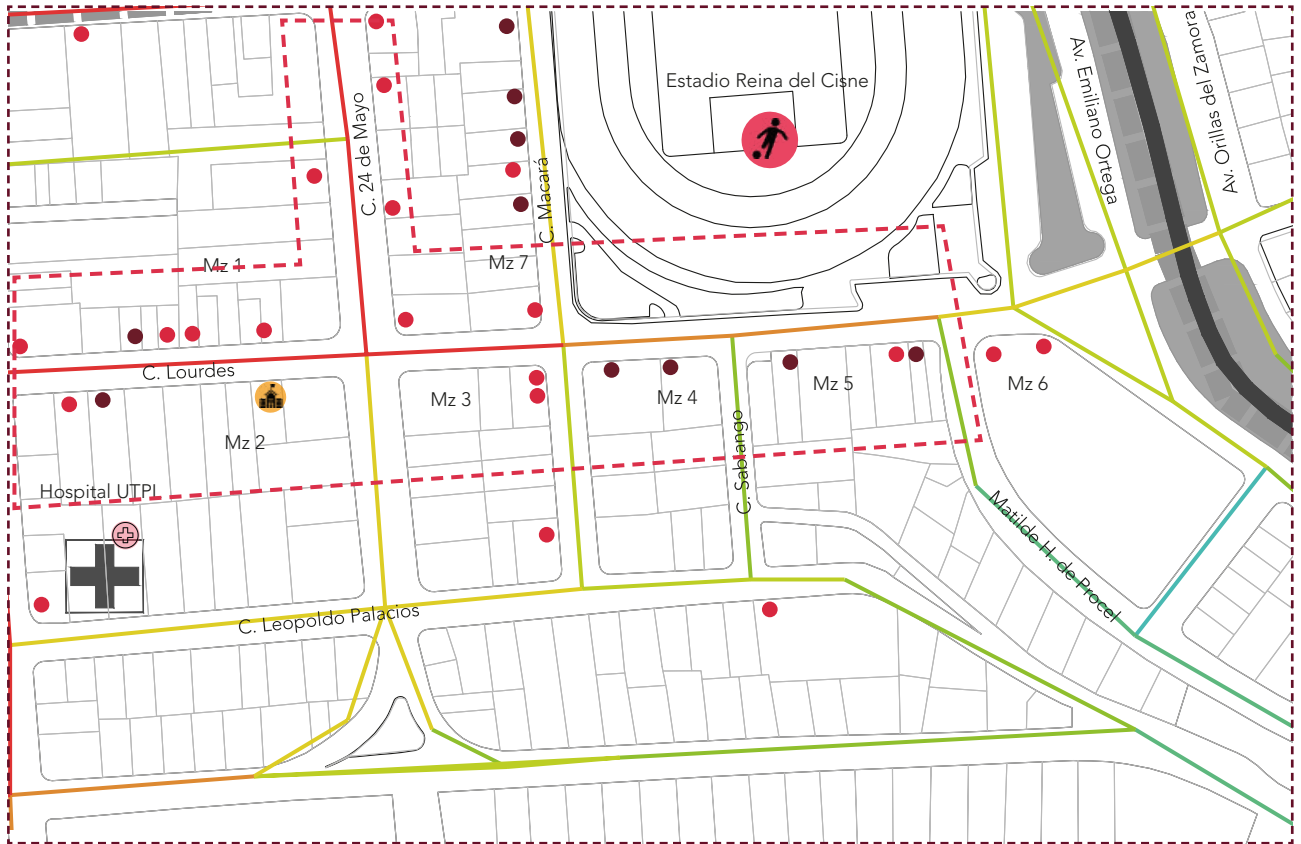 Estadio Reina del Cisne
Av. Emiliano Ortega
Av. Orillas del Zamora
C. 24 de Mayo
C. Macará
Mz 1
Mz 7
C. Lourdes
Mz 2
Mz 3
Mz 4
Mz 5
Mz 6
C. Sabiango
Hospital UTPl
Matilde H. de Procel
C. Leopoldo Palacios